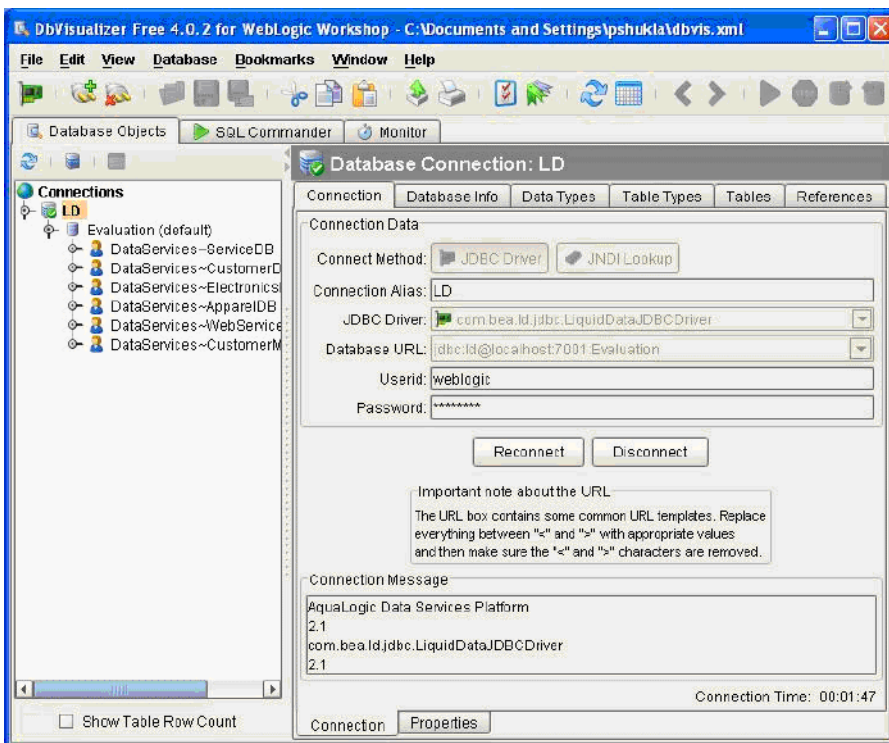 DbVisualizer Free 4.0.2 for WebLogic Workshop - C:\Documents and Settings\pshukla\dbvis.xml
File Edit View Database Bookmarks Window Help
Database Objects SQL Commander Monitor
Database Connection: LD
Connections
LD
Evaluation (default)
DataServices~ServiceDB
DataServices~CustomerD
DataServices~Electronics
DataServices~ApparelDB
DataServices~WebService
DataServices~CustomerM
Show Table Row Count
Connection Database Info Data Types Table Types Tables References
Connection Data
Connect Method: JDBC Driver JNDI Lookup
Connection Alias: LD
JDBC Driver: com.bea.ld.jdbc.LiquidDataJDBCDriver
Database URL: jdbc:ld@localhost:7001:Evaluation
Userid: weblogic
Password: ********
Reconnect Disconnect
Important note about the URL
The URL box contains some common URL templates. Replace
everything between "<" and ">" with appropriate values
and then make sure the "<" and ">" characters are removed.
Connection Message
AquaLogic Data Services Platform
2.1
com.bea.ld.jdbc.LiquidDataJDBCDriver
2.1
Connection Time: 00:01:47
Connection Properties